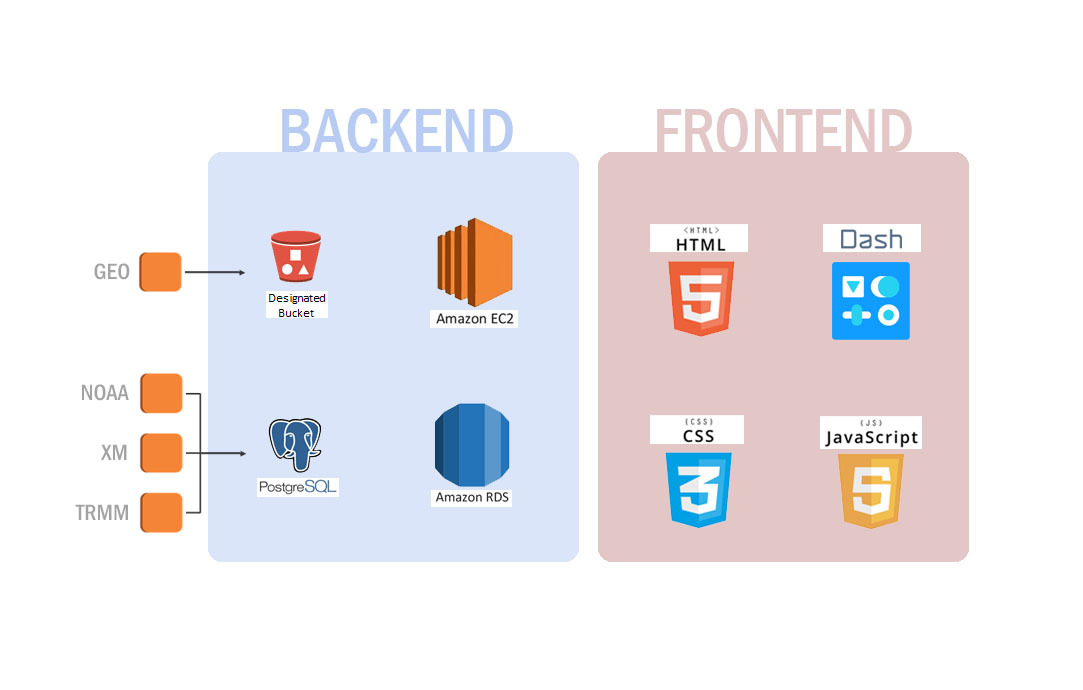 BACKEND
FRONTEND
GEO
Designated
Bucket
Amazon EC2
<HTML>
HTML
5
Dash
NOAA
XM
TRMM
PostgreSQL
Amazon RDS
{CSS}
CSS
3
{JS}
JavaScript
5